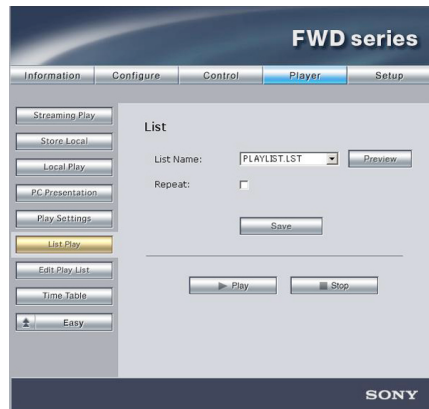 FWD series
Information Configure Control Player Setup
Streaming Play
Store Local
Local Play
PC Presentation
Play Settings
List Play
Edit Play List
Time Table
Easy
List
List Name: PLAYLIST.LST Preview
Repeat:
Save
Play Stop
SONY